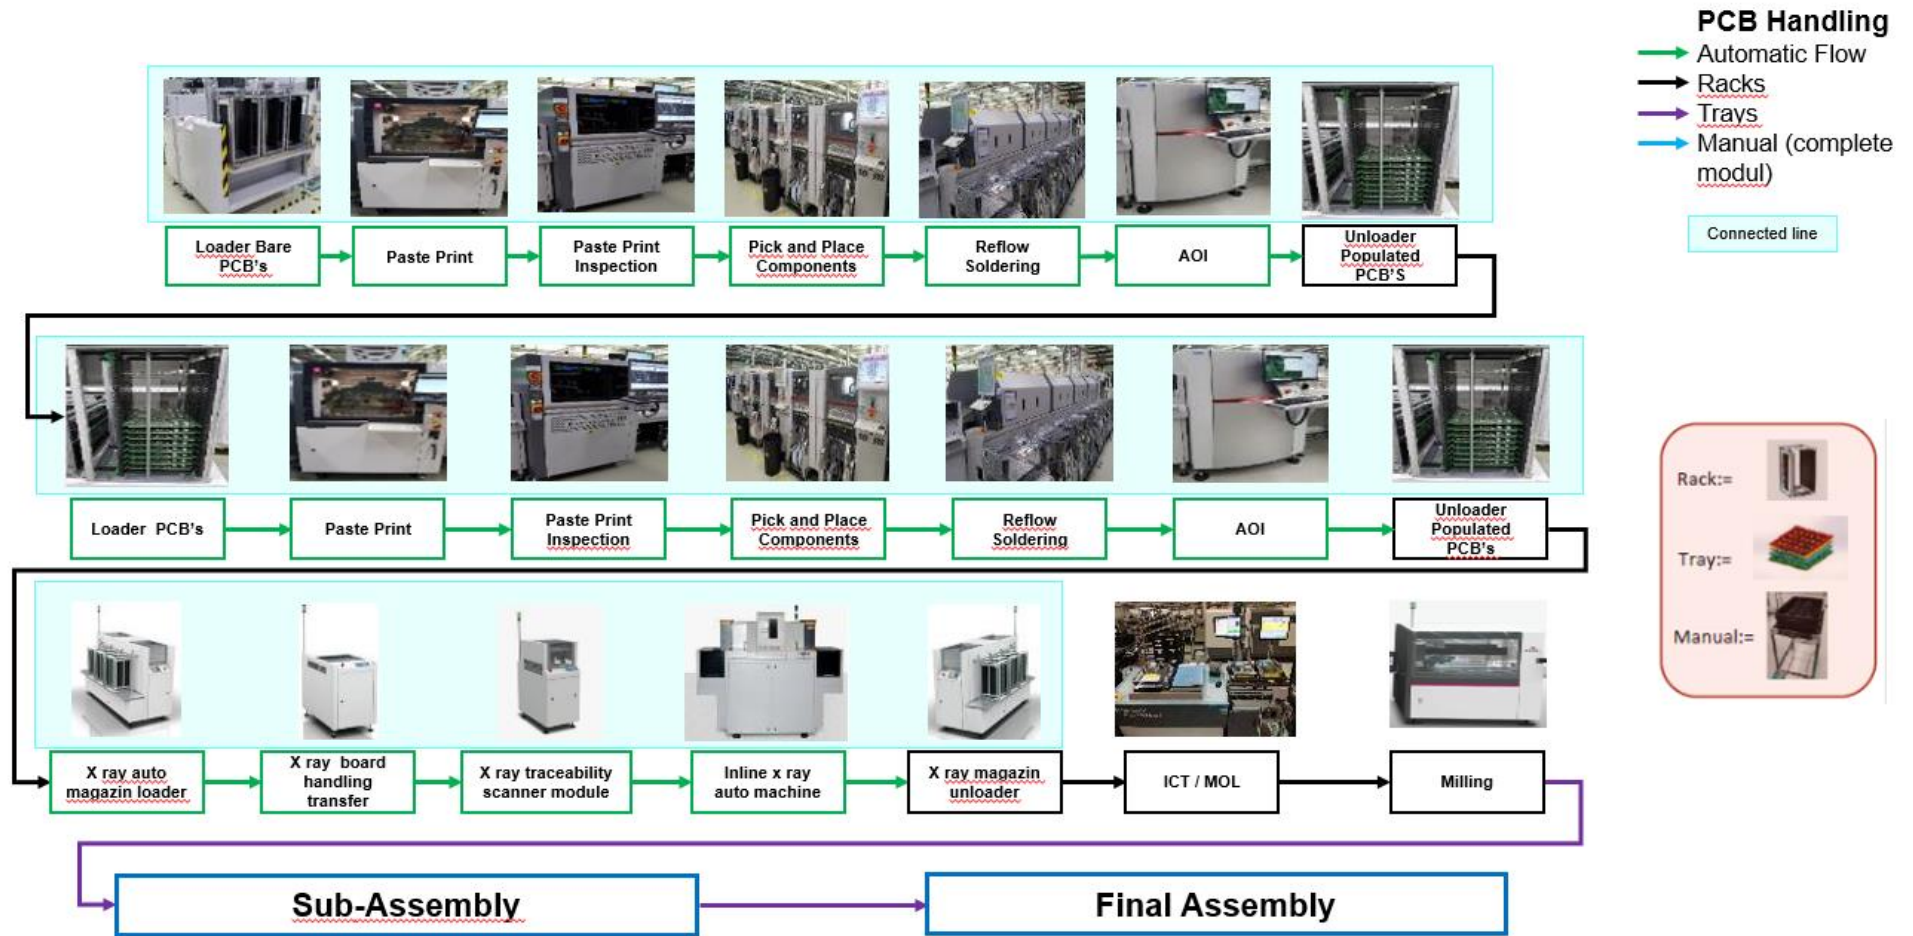 PCB Handling
Automatic Flow
Racks
Trays
Manual (complete
modul)
Connected line
Loader Bare
PCB's
Paste Print
Paste Print
Inspection
Pick and Place
Components
Reflow
Soldering
AOI
Unloader
Populated
PCB'S
Loader PCB's
Paste Print
Paste Print
Inspection
Pick and Place
Components
Reflow
Soldering
AOI
Unloader
Populated
PCB's
Rack:=
Tray:=
Manual:=
X ray auto
magazin loader
X ray board
handling
transfer
X ray traceability
scanner module
Inline x ray
auto machine
X ray magazin
unloader
ICT / MOL
Milling
Sub-Assembly
Final Assembly